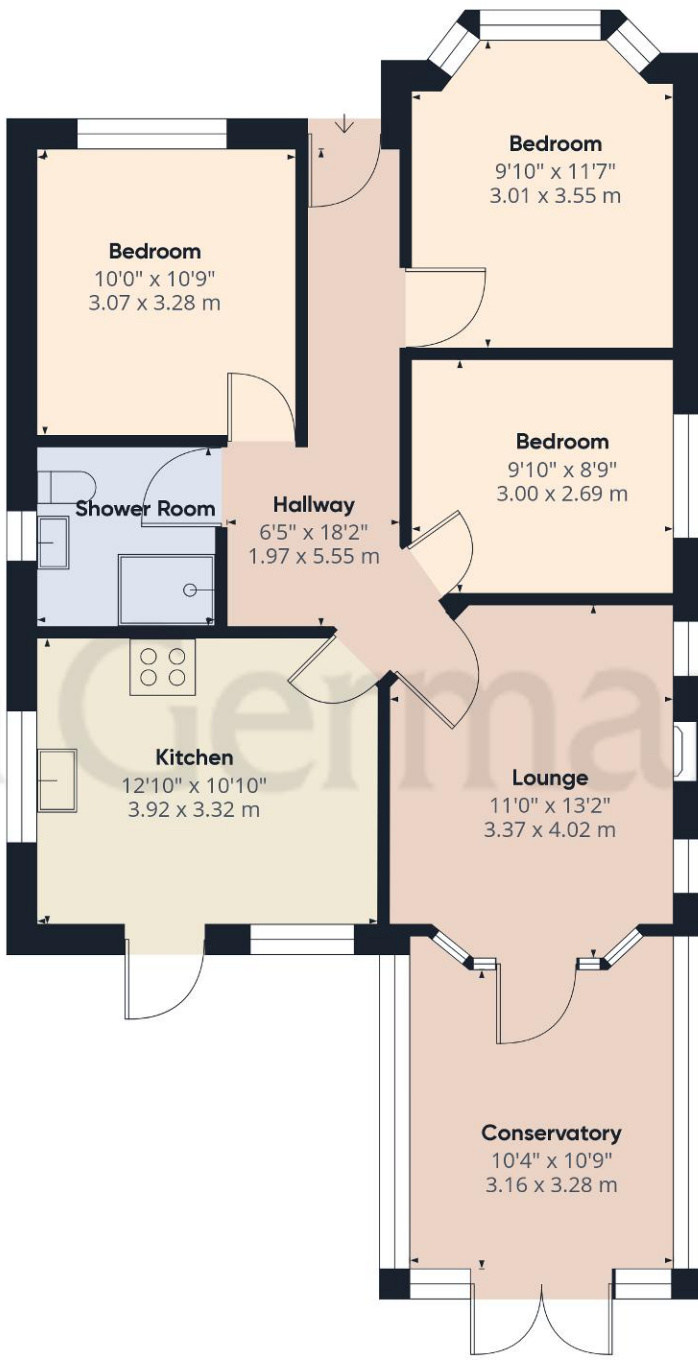 Bedroom
9'10" x 11'7"
3.01 x 3.55 m
Bedroom
10'0" x 10'9"
3.07 x 3.28 m
Bedroom
9'10" x 8'9"
3.00 x 2.69 m
Shower Room
Hallway
6'5" x 18'2"
1.97 x 5.55 m
Kitchen
12'10" x 10'10"
3.92 x 3.32 m
Lounge
11'0" x 13'2"
3.37 x 4.02 m
Conservatory
10'4" x 10'9"
3.16 x 3.28 m